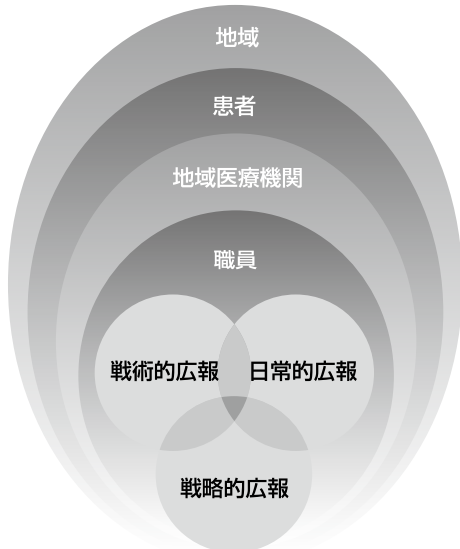 地域
患者
地域医療機関
職員
戦術的広報
日常的広報
戦略的広報